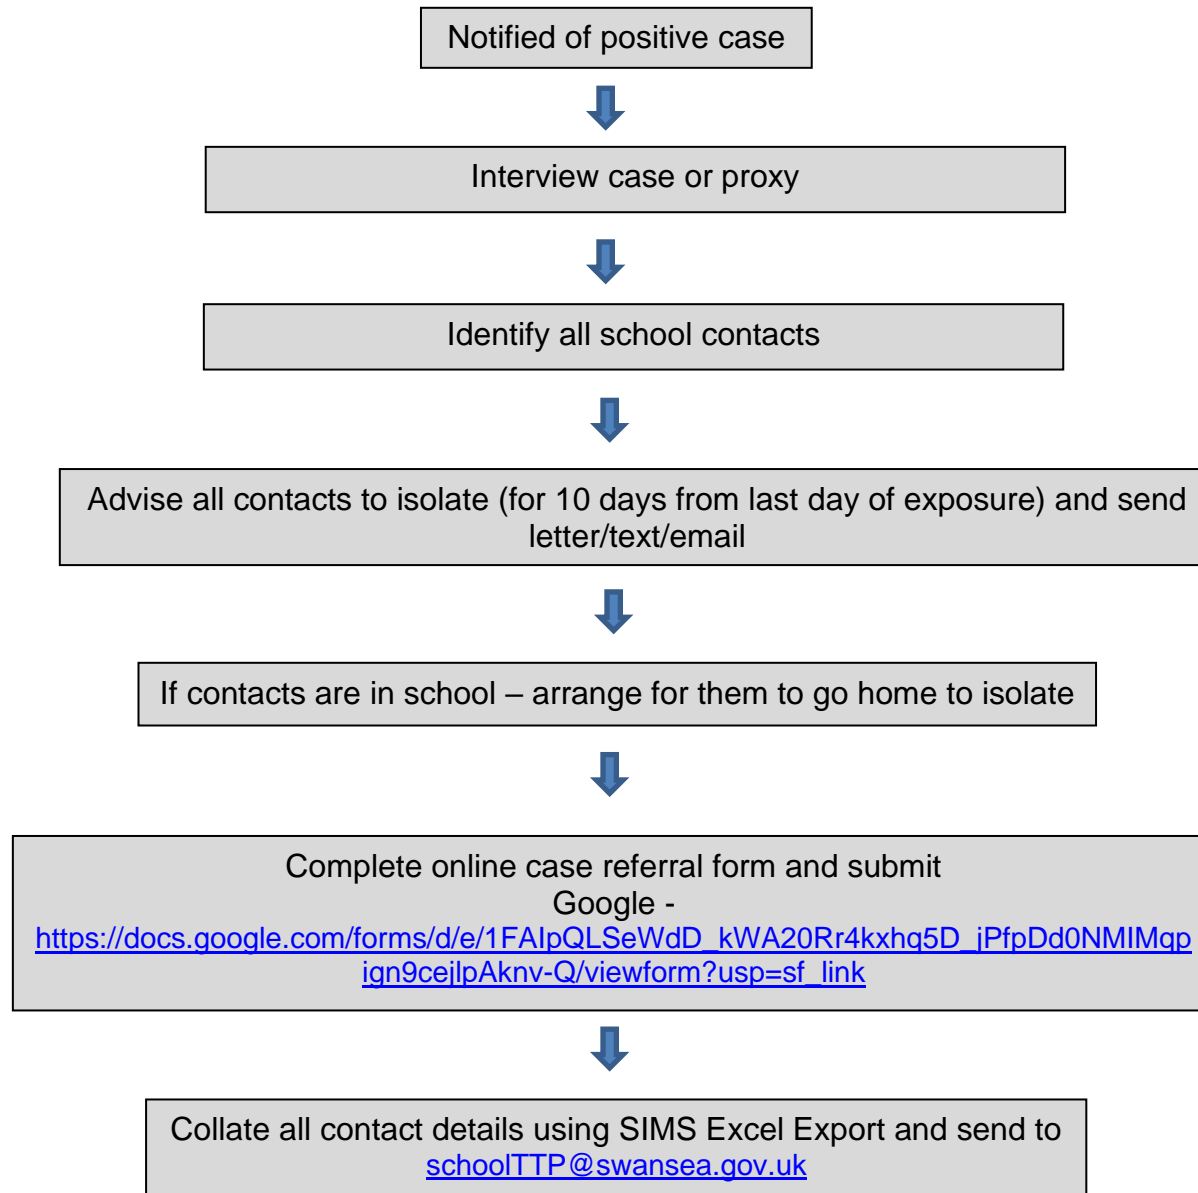 Notified of positive case
Interview case or proxy
Identify all school contacts
Advise all contacts to isolate (for 10 days from last day of exposure) and send
letter/text/email
If contacts are in school – arrange for them to go home to isolate
Complete online case referral form and submit
Google -
https://docs.google.com/forms/d/e/1FAIpQLSeWdD_kWA20Rr4kxhq5D_jPfpDd0NMIMqp
ign9cejlpAknv-Q/viewform?usp=sf_link
Collate all contact details using SIMS Excel Export and send to
schoolTTP@swansea.gov.uk